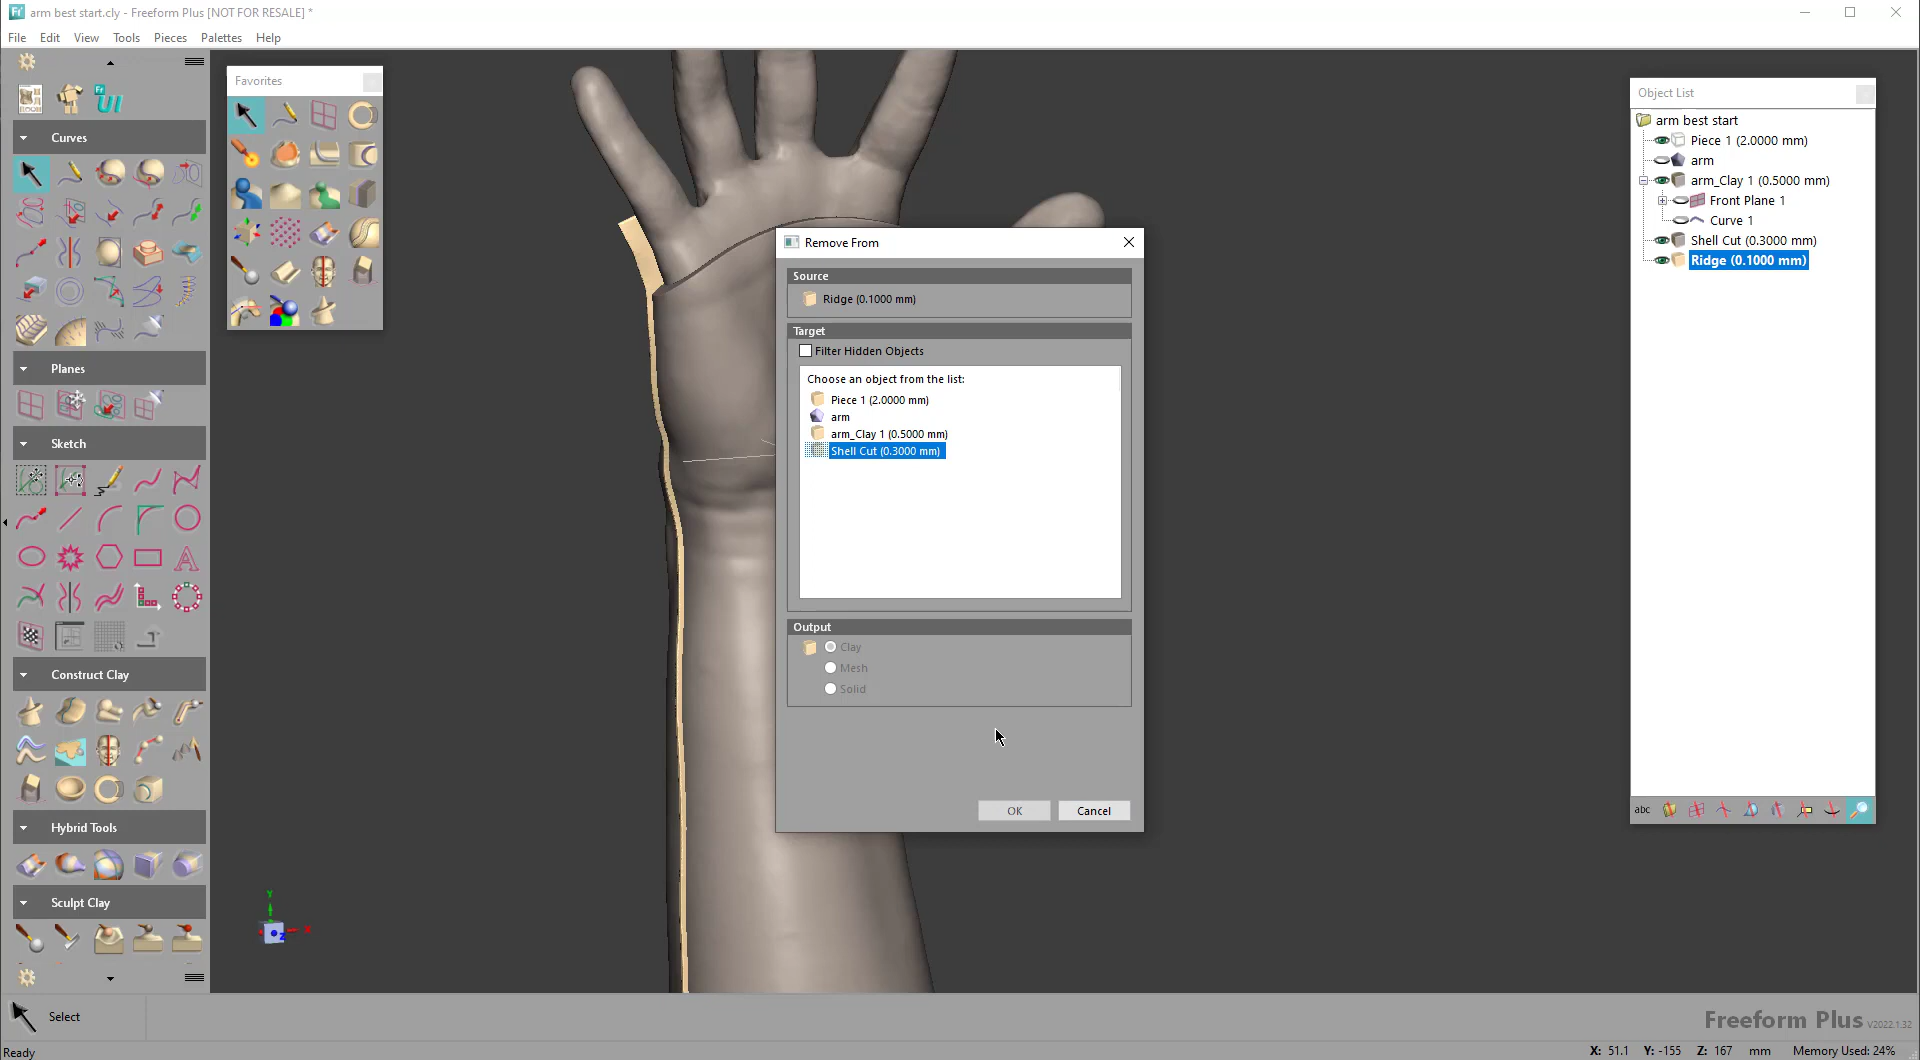 arm best start.cly - Freeform Plus [NOT FOR RESALE] *
File Edit View Tools Pieces Palettes Help
UI
Curves
Planes
Sketch
Construct Clay
Hybrid Tools
Sculpt Clay
Favorites
Remove From
Source
Ridge (0.1000 mm)
Target
Filter Hidden Objects
Choose an object from the list:
Piece 1 (2.0000 mm)
arm
arm_Clay 1 (0.5000 mm)
Shell Cut (0.3000 mm)
Output
Clay
Mesh
Solid
OK Cancel
Object List
arm best start
Piece 1 (2.0000 mm)
arm
arm_Clay 1 (0.5000 mm)
Front Plane 1
Curve 1
Shell Cut (0.3000 mm)
Ridge (0.1000 mm)
abc
Y
X
Z
Select
Freeform Plus V2022.1.32
Ready
X: 51.1 Y: -155 Z: 167 mm Memory Used: 24%